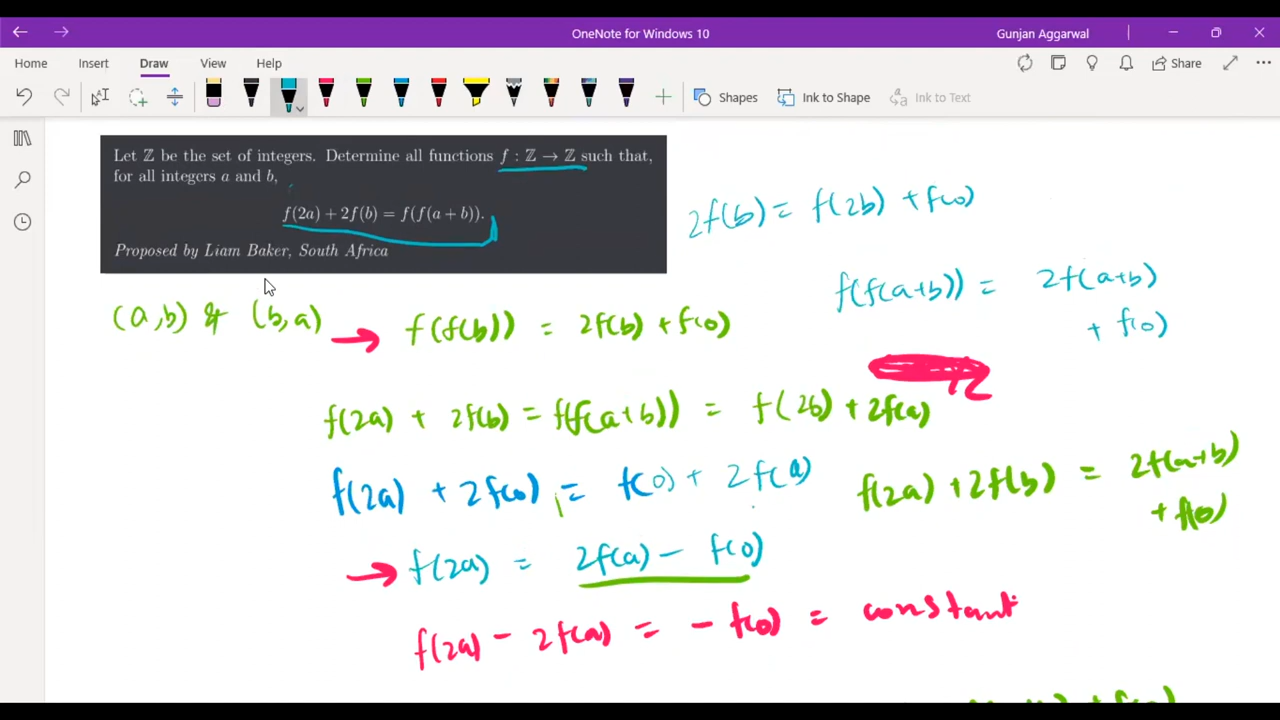 OneNote for Windows 10
Gunjan Aggarwal
Home Insert Draw View Help
Share
Shapes
Ink to Shape
Ink to Text
Let ℤ be the set of integers. Determine all functions f : ℤ → ℤ such that,
for all integers a and b,
f(2a) + 2f(b) = f(f(a + b)).
Proposed by Liam Baker, South Africa
2f(b) = f(2b) + f(0)
f(f(a+b)) = 2f(a+b)
+ f(0)
(a,b) & (b,a)
→ f(f(b)) = 2f(b) + f(0)
f(2a) + 2f(b) = f(f(a+b)) = f(2b) + 2f(a)
f(2a) + 2f(0) = f(0) + 2f(a)
f(2a) + 2f(b) = 2f(a+b)
+ f(0)
→ f(2a) = 2f(a) - f(0)
f(2a) - 2f(a) = - f(0) = constant